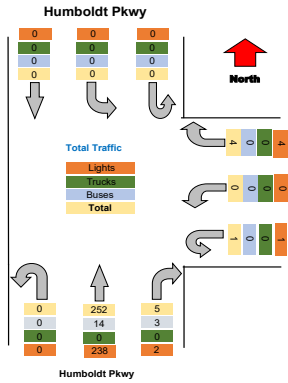 Humboldt Pkwy
0 0 0
0 0 0
0 0 0
0 0 0
North
4 0 0 4
Total Traffic
Lights
Trucks
Buses
Total
0 0 0 0
1 0 0 1
0 252 5
0 14 3
0 0 0
0 238 2
Humboldt Pkwy